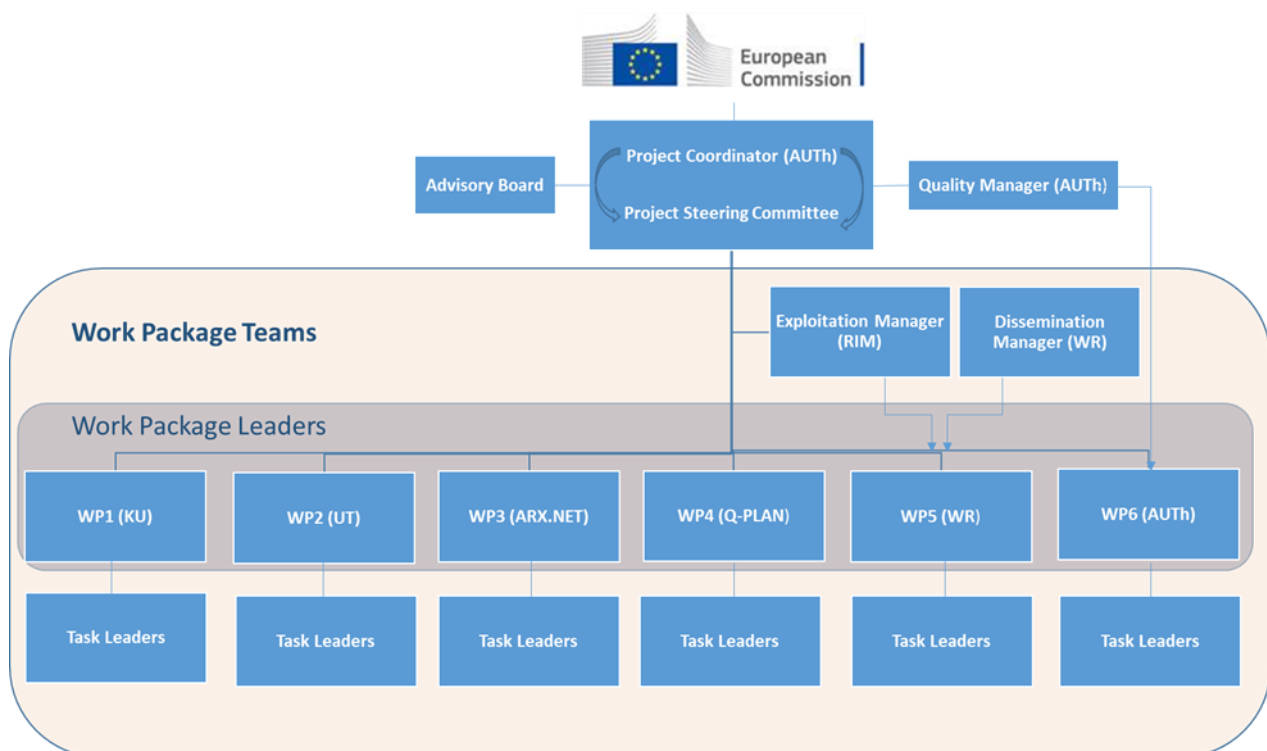 European
Commission
Project Coordinator (AUTh)
Advisory Board
Quality Manager (AUTh)
Project Steering Committee
Work Package Teams
Exploitation Manager
(RIM)
Dissemination
Manager (WR)
Work Package Leaders
WP1 (KU)
WP2 (UT)
WP3 (ARX.NET)
WP4 (Q-PLAN)
WP5 (WR)
WP6 (AUTh)
Task Leaders
Task Leaders
Task Leaders
Task Leaders
Task Leaders
Task Leaders